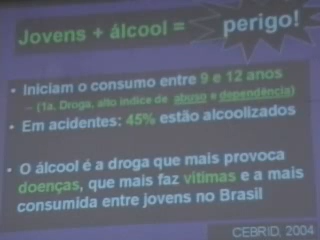 Jovens + álcool = perigo!
• Iniciam o consumo entre 9 e 12 anos
– (1a. Droga, alto índice de abuso e dependência)
• Em acidentes: 45% estão alcoolizados
• O álcool é a droga que mais provoca
doenças, que mais faz vítimas e a mais
consumida entre jovens no Brasil
CEBRID, 2004